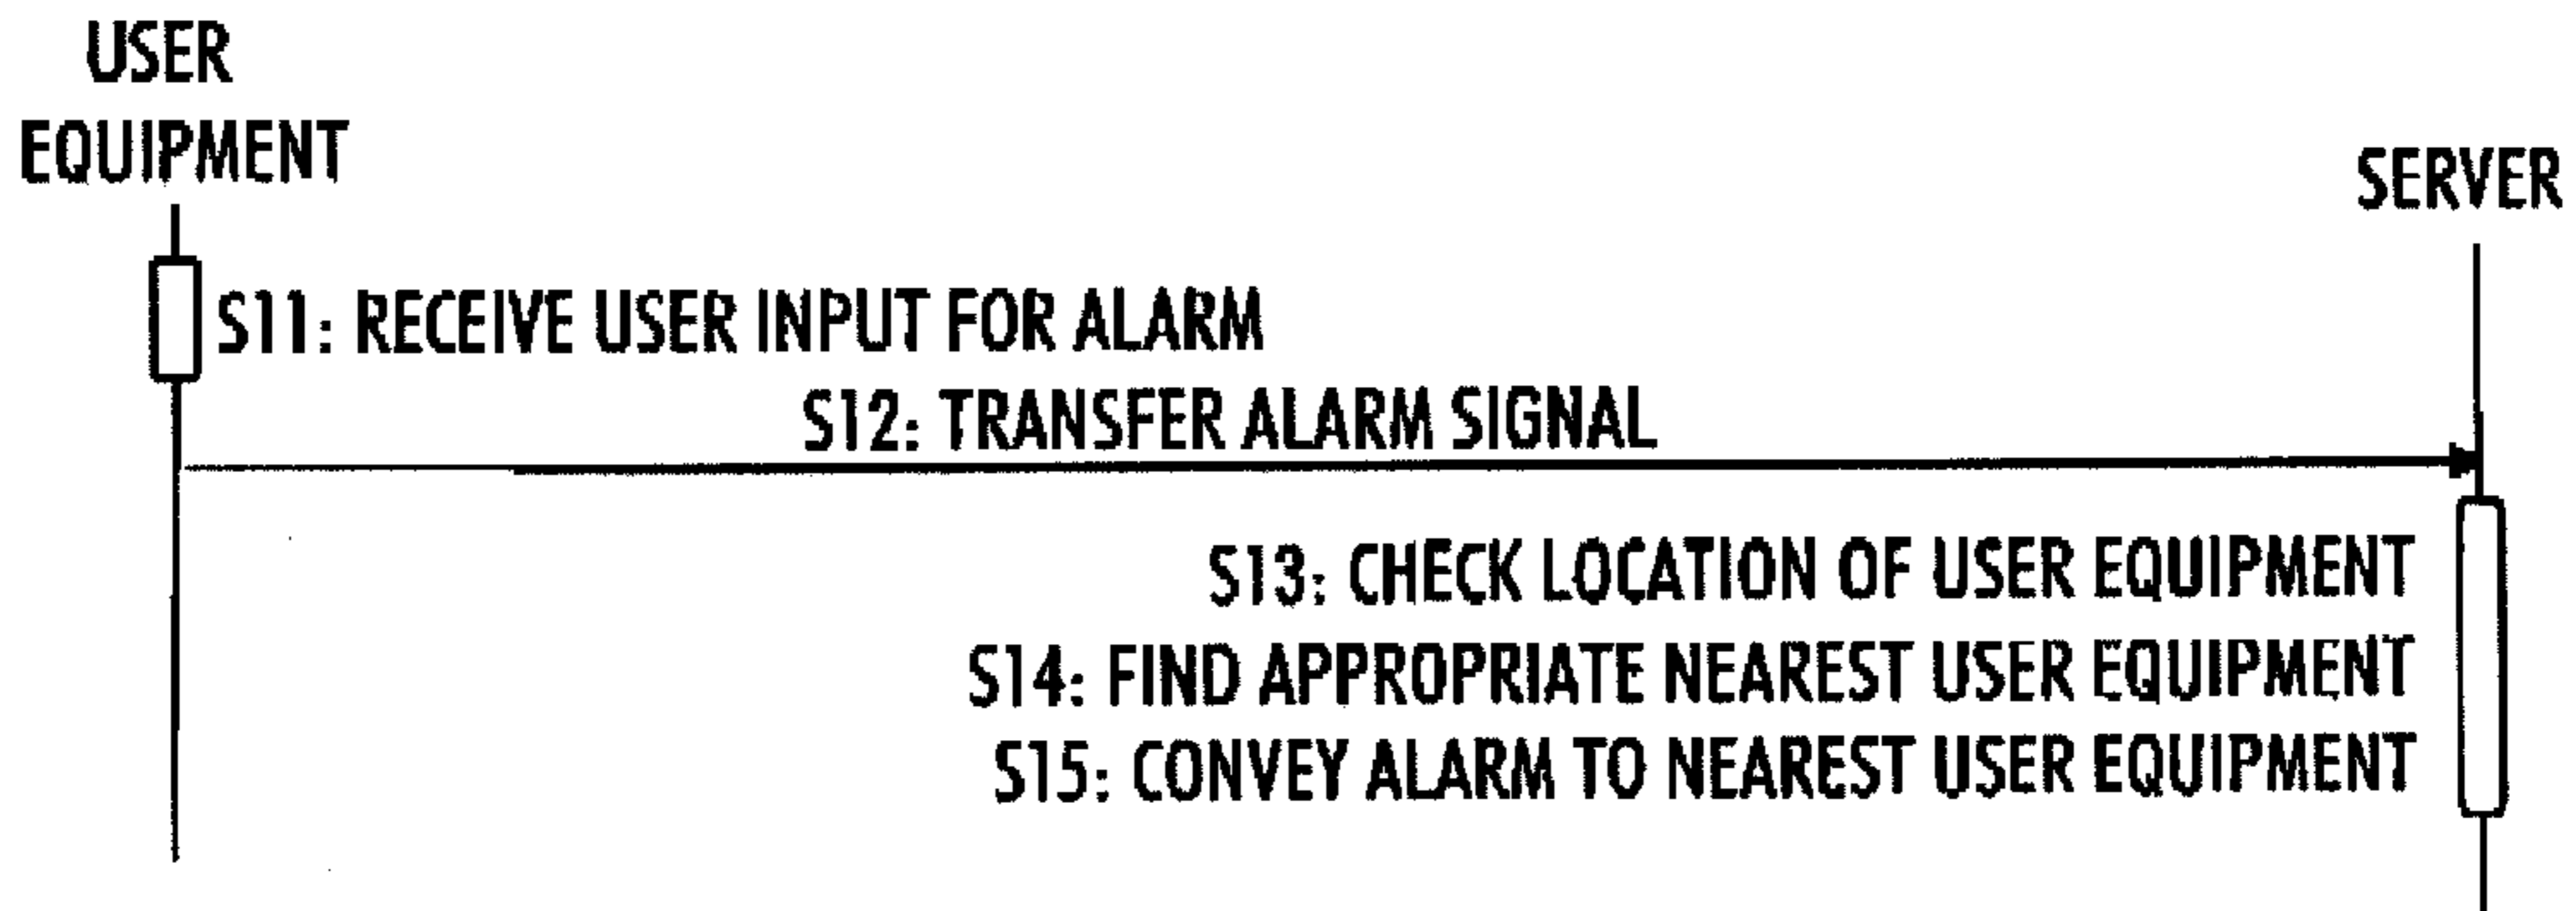 USER
EQUIPMENT
SERVER
S11: RECEIVE USER INPUT FOR ALARM
S12: TRANSFER ALARM SIGNAL
S13: CHECK LOCATION OF USER EQUIPMENT
S14: FIND APPROPRIATE NEAREST USER EQUIPMENT
S15: CONVEY ALARM TO NEAREST USER EQUIPMENT